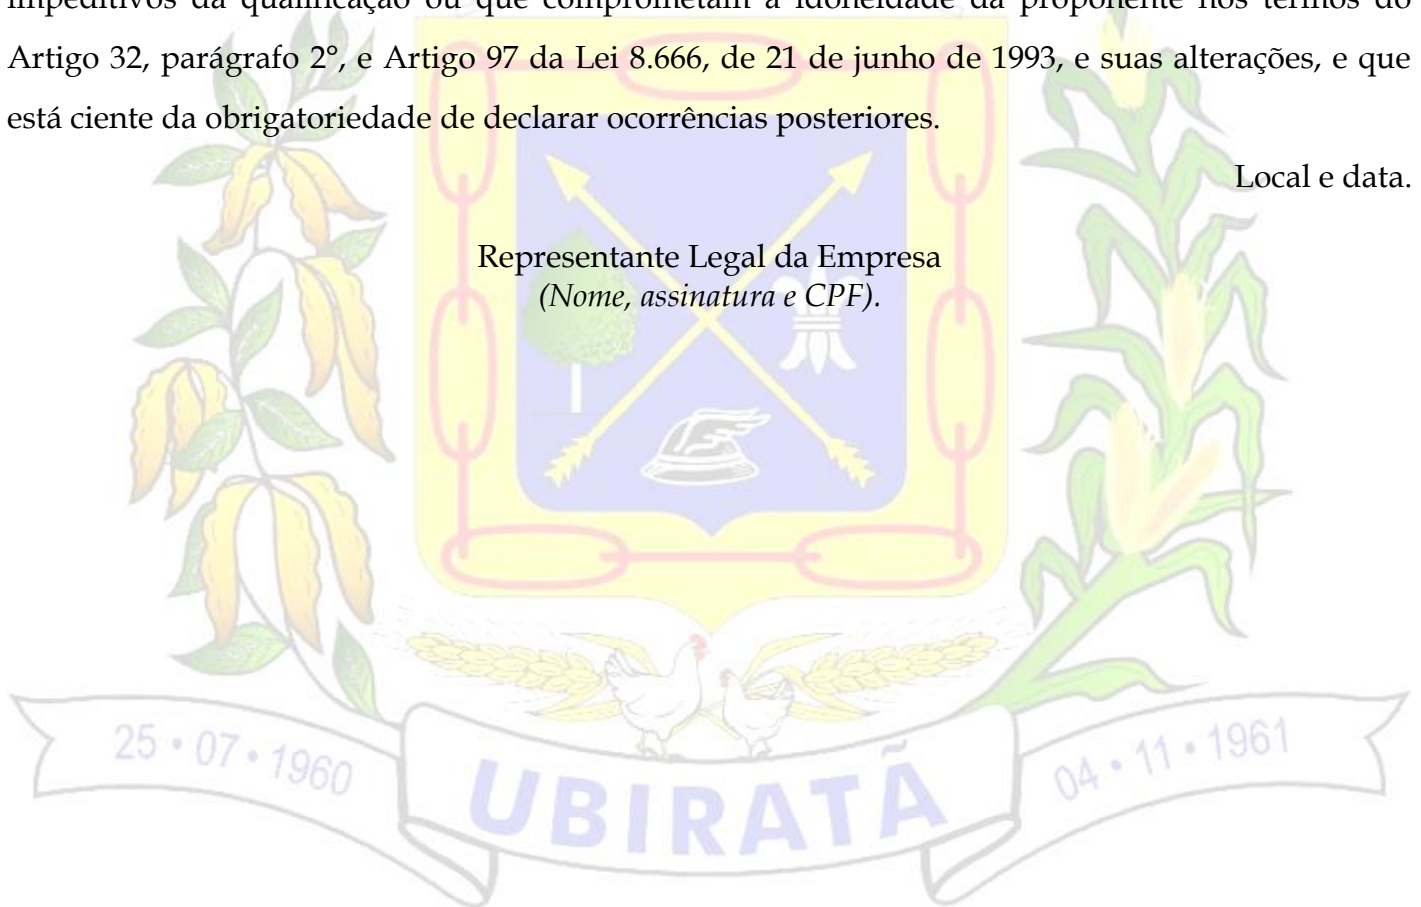 impeditivos da qualificação ou que comprometam a idoneidade da proponente nos termos do
Artigo 32, parágrafo 2°, e Artigo 97 da Lei 8.666, de 21 de junho de 1993, e suas alterações, e que
está ciente da obrigatoriedade de declarar ocorrências posteriores.
Local e data.
Representante Legal da Empresa
(Nome, assinatura e CPF).
25 • 07 • 1960
UBIRATÃ
04 • 11 • 1961